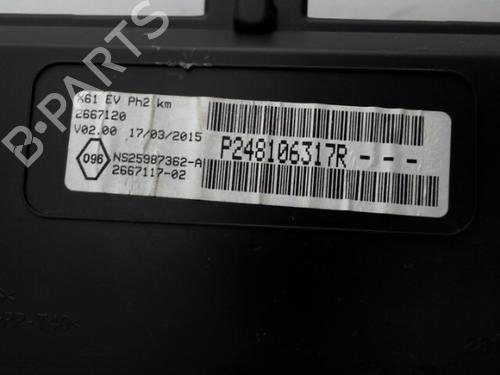 B-PARTS
X61 EV Ph2 km
2667120
V02.00 17/03/2015
096
NS25987362-A
2667117-02
P248106317R - - -